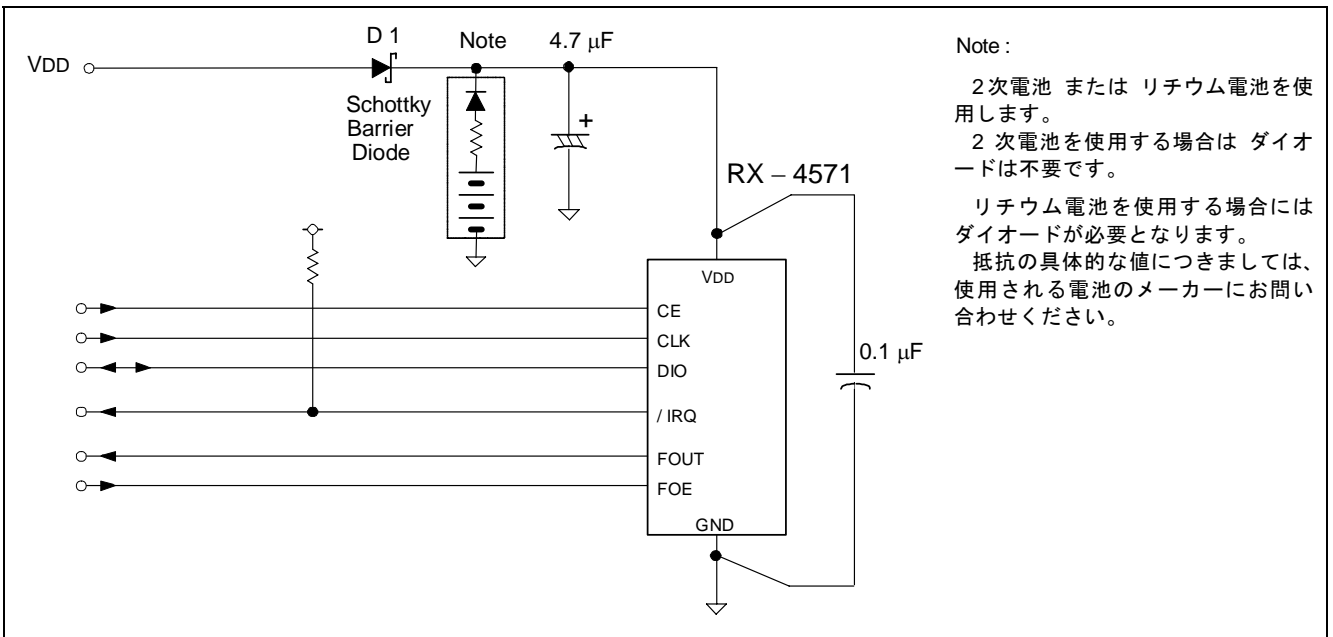 D 1
Note
4.7 μF
VDD
Schottky
Barrier
Diode
+
RX – 4571
VDD
CE
CLK
DIO
/ IRQ
FOUT
FOE
GND
0.1 μF
Note :
2次電池 または リチウム電池を使
用します。
2 次電池を使用する場合は ダイオ
ードは不要です。
リチウム電池を使用する場合には
ダイオードが必要となります。
抵抗の具体的な値につきましては、
使用される電池のメーカーにお問い
合わせください。